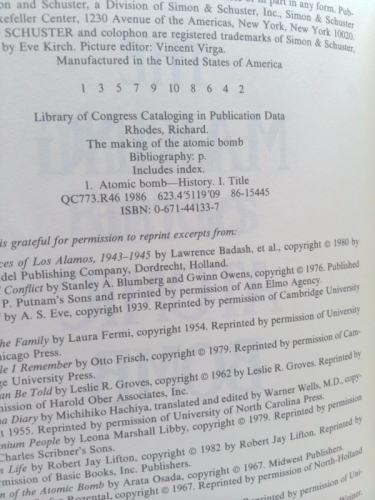 on and Schuster, a Division of Simon & Schuster, Inc., Simon & Schuster
kefeller Center, 1230 Avenue of the Americas, New York, New York 10020.
SCHUSTER and colophon are registered trademarks of Simon & Schuster,
by Eve Kirch. Picture editor: Vincent Virga.
Manufactured in the United States of America
1 3 5 7 9 10 8 6 4 2
Library of Congress Cataloging in Publication Data
Rhodes, Richard.
The making of the atomic bomb
Bibliography: p.
Includes index.
1. Atomic bomb—History. I. Title
QC773.R46 1986 623.4'5119'09 86-15445
ISBN: 0-671-44133-7
is grateful for permission to reprint excerpts from:
ces of Los Alamos, 1943–1945 by Lawrence Badash, et al., copyright © 1980 by
del Publishing Company, Dordrecht, Holland.
Conflict by Stanley A. Blumberg and Gwinn Owens, copyright © 1976. Published
P. Putnam's Sons and reprinted by permission of Ann Elmo Agency.
by A. S. Eve, copyright 1939. Reprinted by permission of Cambridge University
the Family by Laura Fermi, copyright 1954. Reprinted by permission of University
hicago Press.
le I Remember by Otto Frisch, copyright © 1979. Reprinted by permission of Cam-
ge University Press.
an Be Told by Leslie R. Groves, copyright © 1962 by Leslie R. Groves. Reprinted by
mission of Harold Ober Associates, Inc.
a Diary by Michihiko Hachiya, translated and edited by Warner Wells, M.D., copy-
t 1955. Reprinted by permission of University of North Carolina Press.
nium People by Leona Marshall Libby, copyright © 1979. Reprinted by permission
Charles Scribner's Sons.
n Life by Robert Jay Lifton, copyright © 1982 by Robert Jay Lifton. Reprinted by
rmission of Basic Books, Inc. Publishers.
n of the Atomic Bomb by Arata Osada, copyright © 1967. Midwest Publishers.
Rozental, copyright © 1967. Reprinted by permission of North-Holland